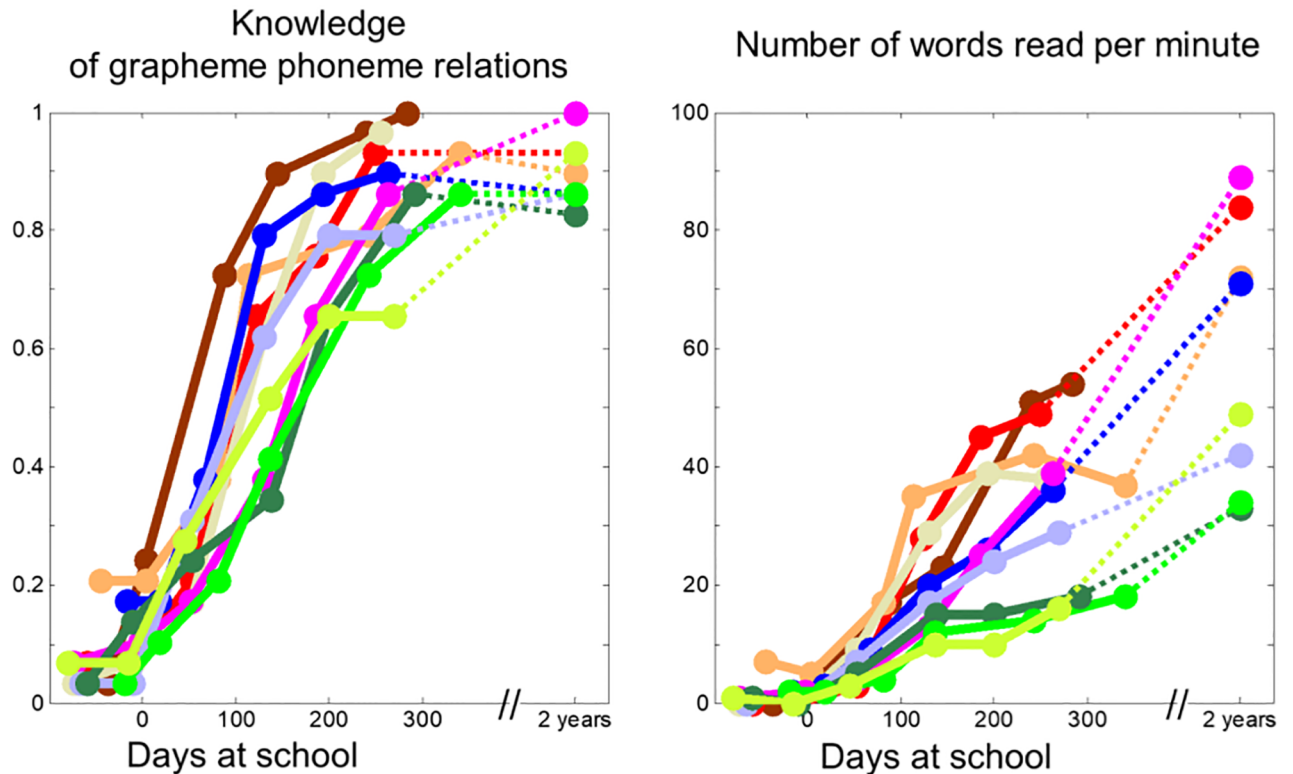 Knowledge
of grapheme phoneme relations
1
0.8
0.6
0.4
0.2
0
0 100 200 300 // 2 years
Days at school
Number of words read per minute
100
80
60
40
20
0
0 100 200 300 // 2 years
Days at school